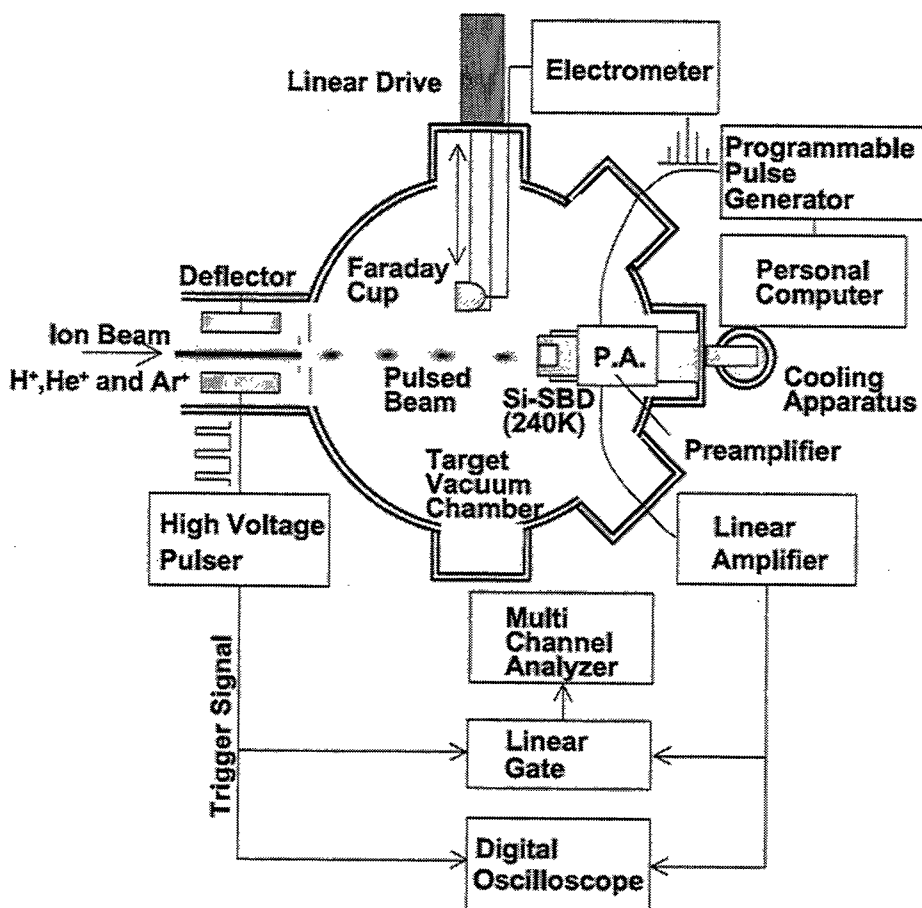 Linear Drive
Electrometer
Programmable
Pulse
Generator
Personal
Computer
Deflector
Faraday
Cup
Ion Beam
H⁺,He⁺ and Ar⁺
Pulsed
Beam
P.A.
Si-SBD
(240K)
Cooling
Apparatus
Preamplifier
Target
Vacuum
Chamber
High Voltage
Pulser
Linear
Amplifier
Multi
Channel
Analyzer
Trigger Signal
Linear
Gate
Digital
Oscilloscope